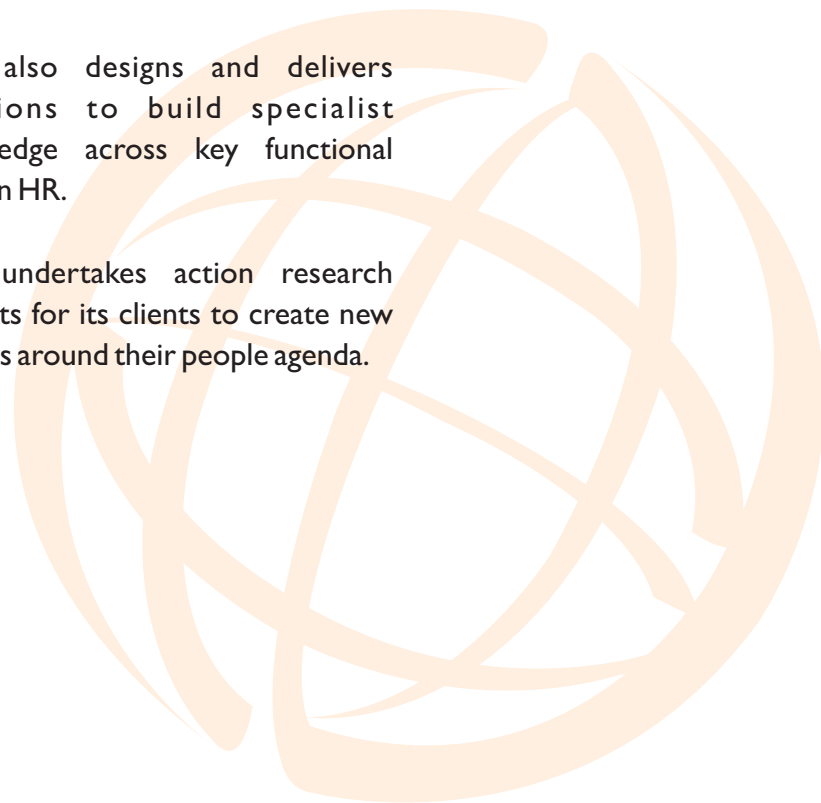 also designs and delivers
ions to build specialist
edge across key functional
n HR.
undertakes action research
ts for its clients to create new
s around their people agenda.